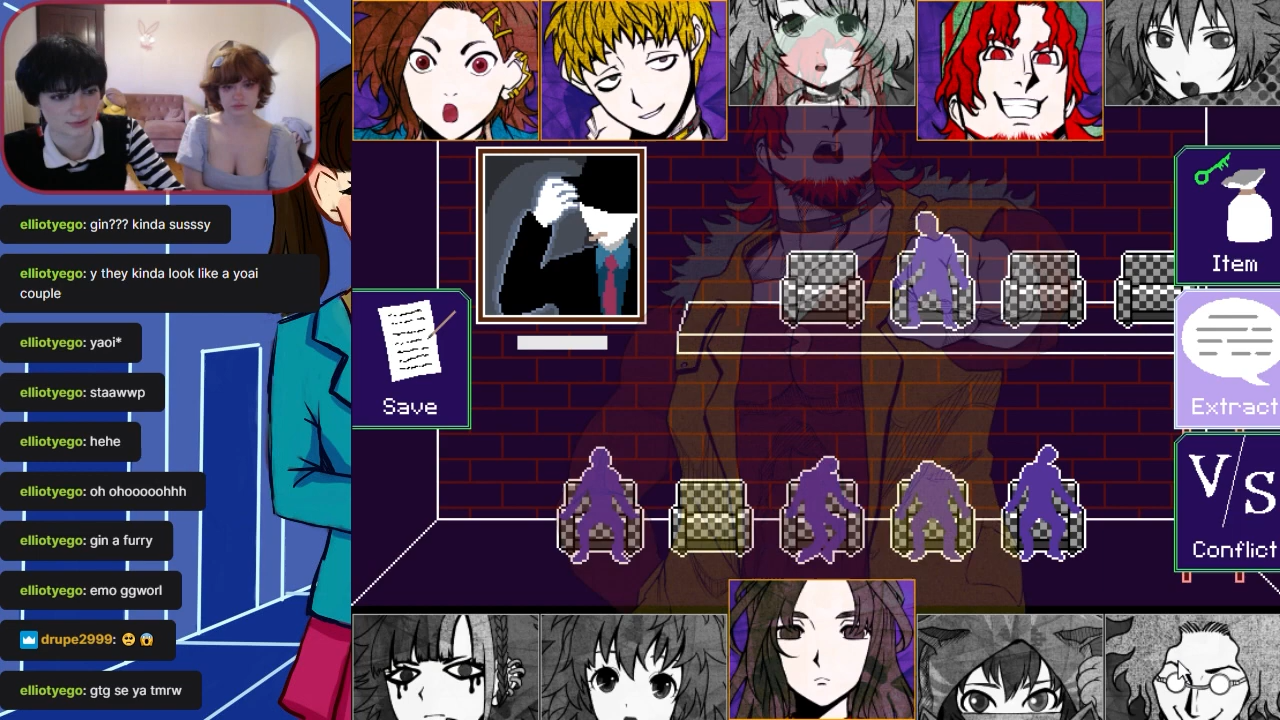 elliotyego: gin??? kinda susssy
elliotyego: y they kinda look like a yoai
couple
elliotyego: yaoi*
elliotyego: staawwp
elliotyego: hehe
elliotyego: oh ohooooohhh
elliotyego: gin a furry
elliotyego: emo ggworl
drupe2999:
elliotyego: gtg se ya tmrw
Save
Item
Extract
V/S
Conflict